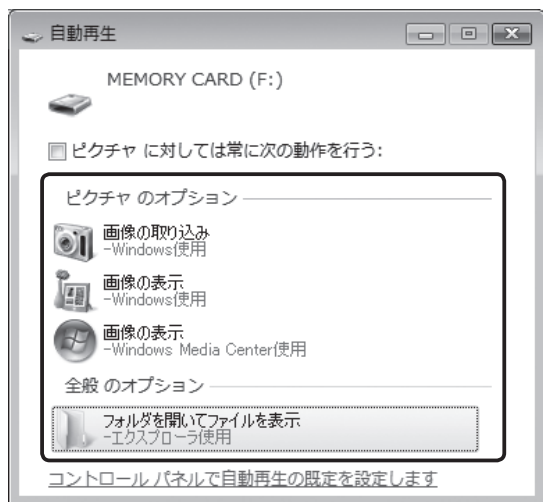 自動再生
MEMORY CARD (F:)
ピクチャ に対しては常に次の動作を行う:
ピクチャ のオプション
画像の取り込み
-Windows使用
画像の表示
-Windows使用
画像の表示
-Windows Media Center使用
全般 のオプション
フォルダを開いてファイルを表示
-エクスプローラ使用
コントロール パネルで自動再生の既定を設定します